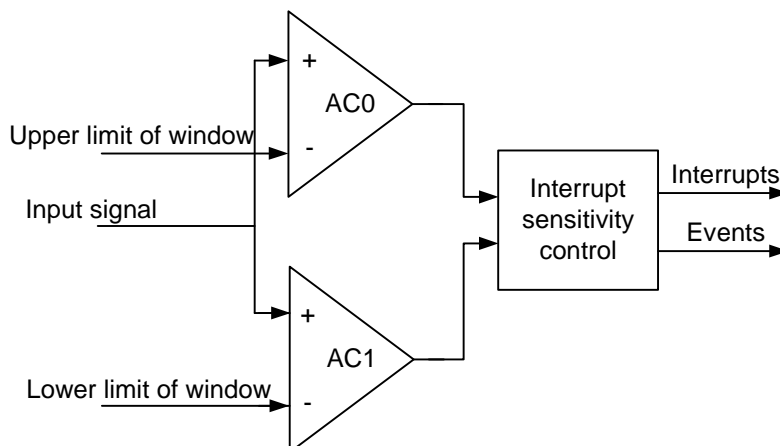 +
AC0
Upper limit of window
-
Input signal
Interrupt
sensitivity
control
Interrupts
Events
+
AC1
Lower limit of window
-